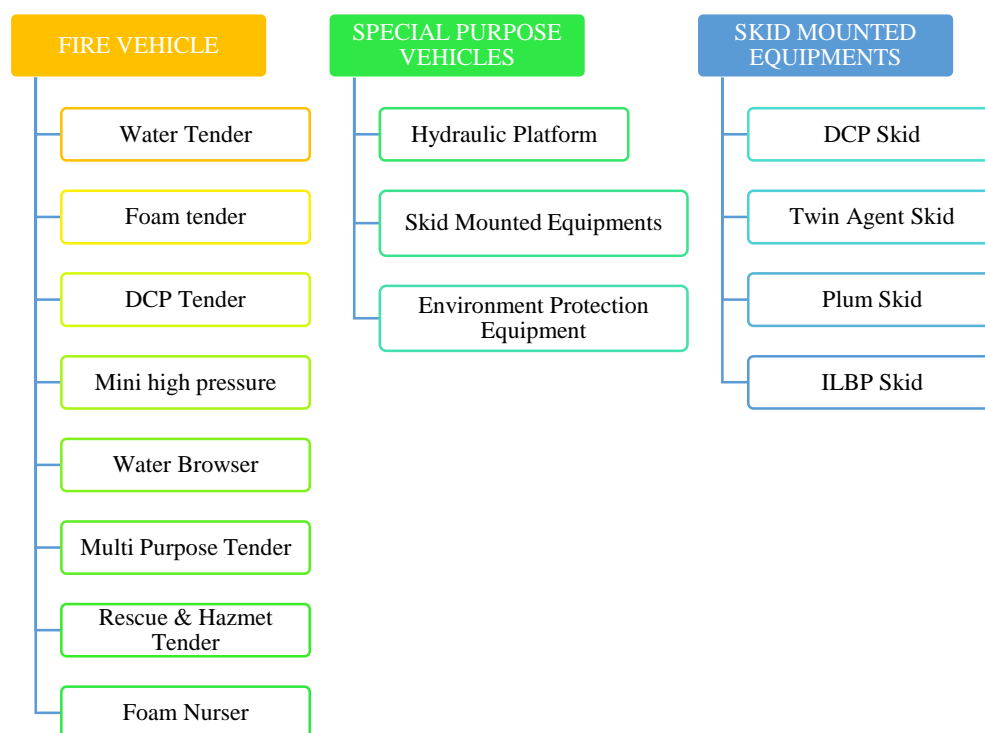 FIRE VEHICLE
Water Tender
Foam tender
DCP Tender
Mini high pressure
Water Browser
Multi Purpose Tender
Rescue & Hazmet
Tender
Foam Nurser
SPECIAL PURPOSE
VEHICLES
Hydraulic Platform
Skid Mounted Equipments
Environment Protection
Equipment
SKID MOUNTED
EQUIPMENTS
DCP Skid
Twin Agent Skid
Plum Skid
ILBP Skid